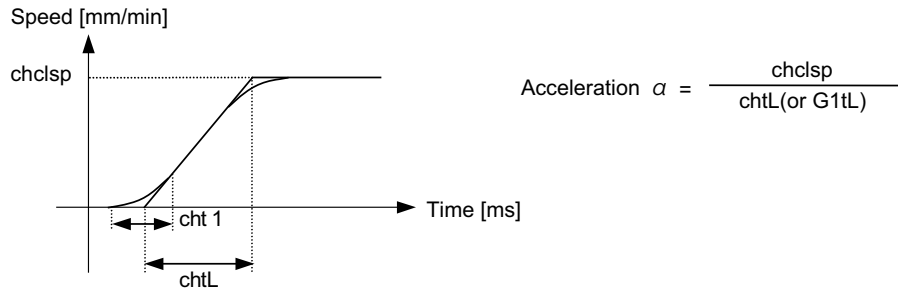 Speed [mm/min]
chclsp
Acceleration α = chclsp
chtL(or G1tL)
Time [ms]
cht 1
chtL